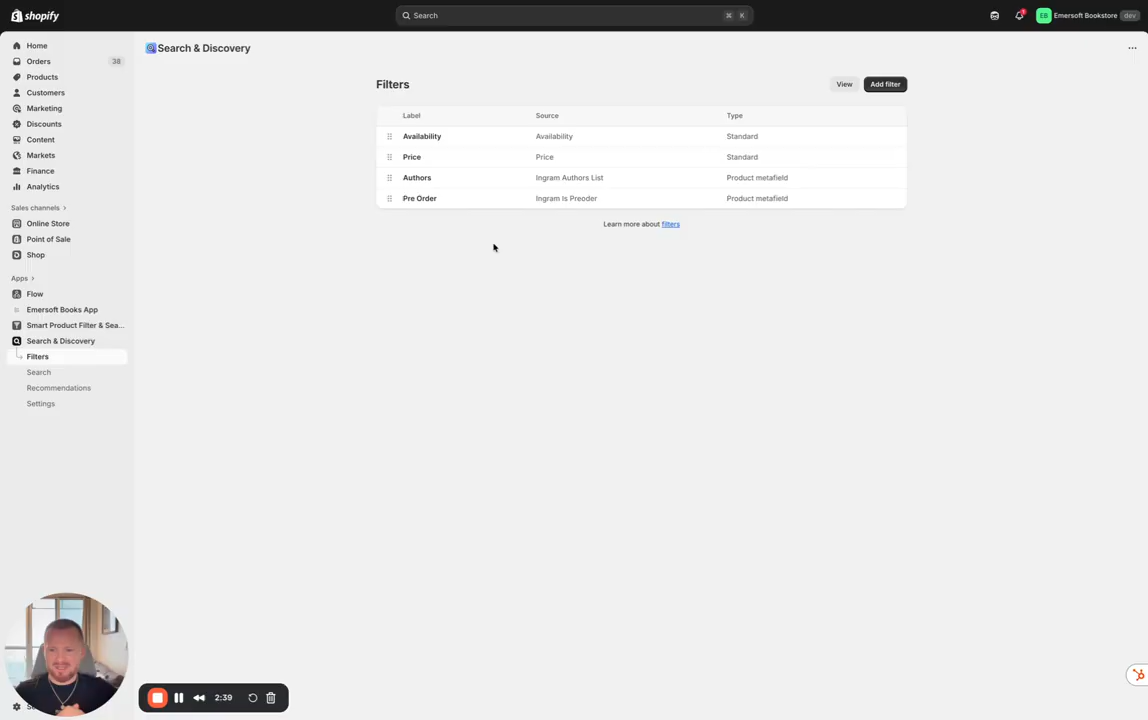 shopify
Search
⌘ K
1
EB
Emersoft Bookstore
dev
Home
Orders
38
Products
Customers
Marketing
Discounts
Content
Markets
Finance
Analytics
Sales channels
Online Store
Point of Sale
Shop
Apps
Flow
Emersoft Books App
Smart Product Filter & Sea...
Search & Discovery
Filters
Search
Recommendations
Settings
Search & Discovery
Filters
View
Add filter
Label Source Type
Availability Availability Standard
Price Price Standard
Authors Ingram Authors List Product metafield
Pre Order Ingram Is Preoder Product metafield
Learn more about filters
2:39